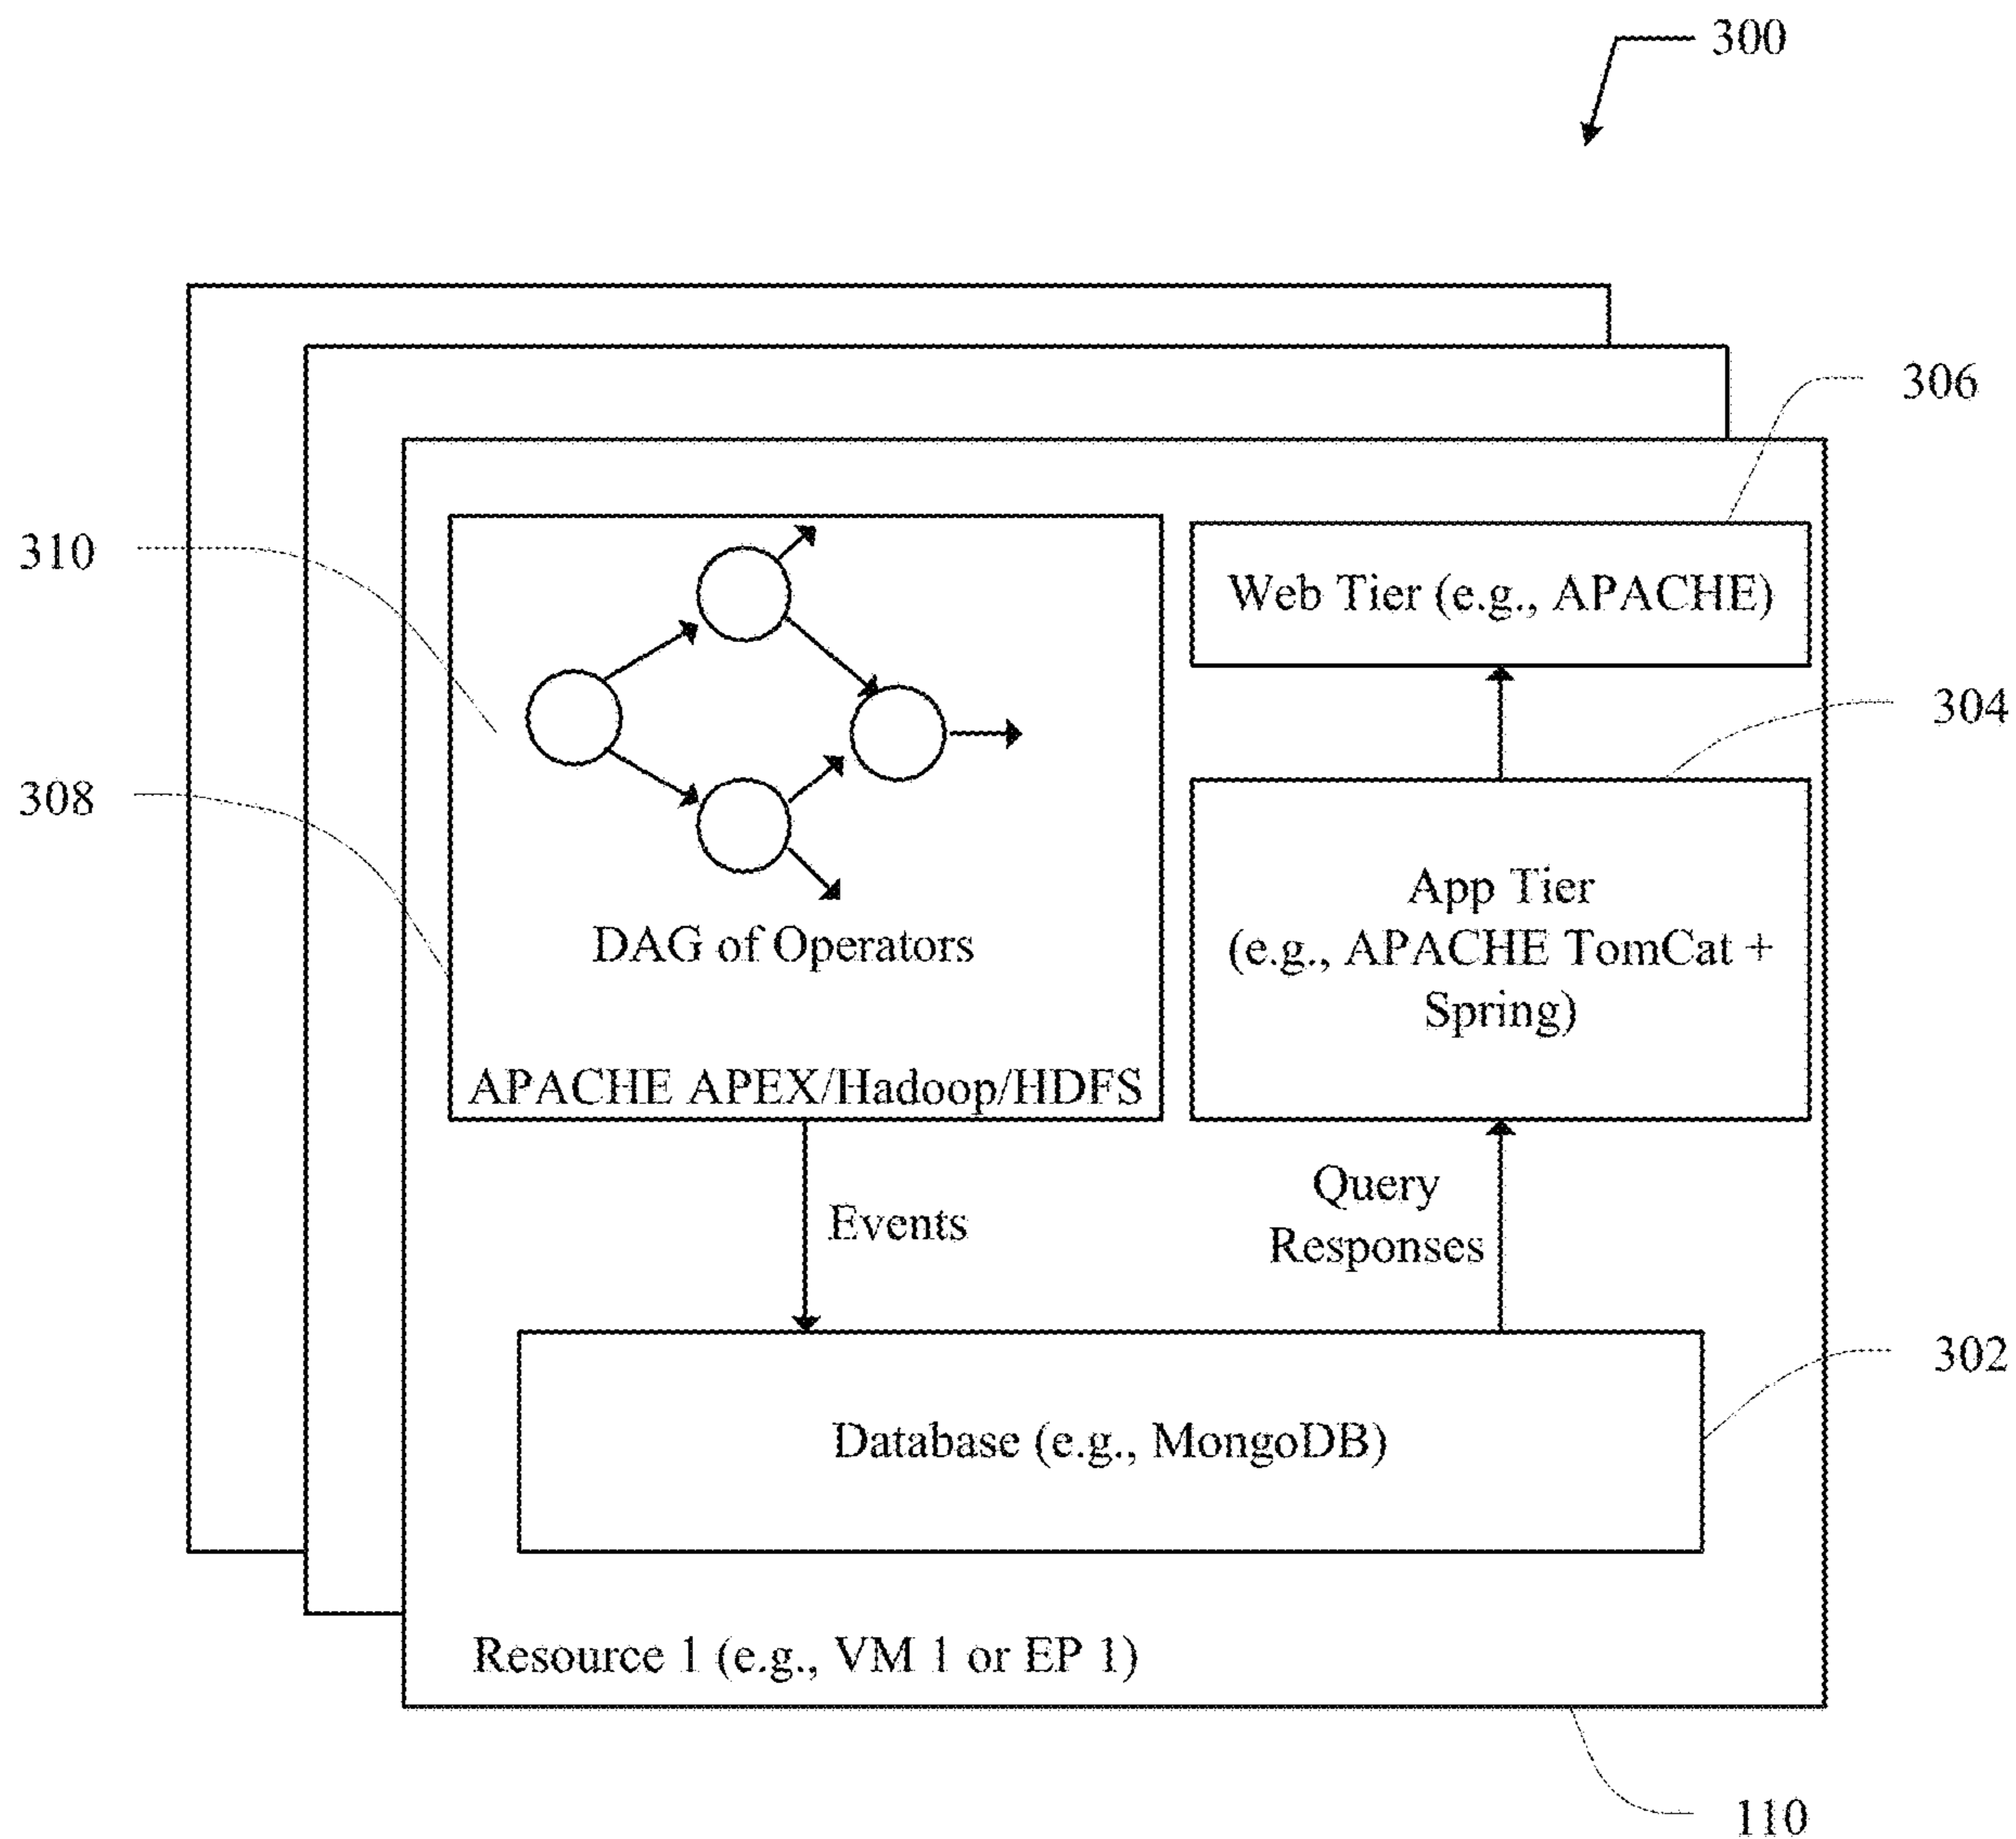 300
306
310
Web Tier (e.g., APACHE)
304
308
App Tier
(e.g., APACHE TomCat +
Spring)
DAG of Operators
APACHE APEX/Hadoop/HDFS
Events
Query
Responses
302
Database (e.g., MongoDB)
Resource 1 (e.g., VM 1 or EP 1)
110